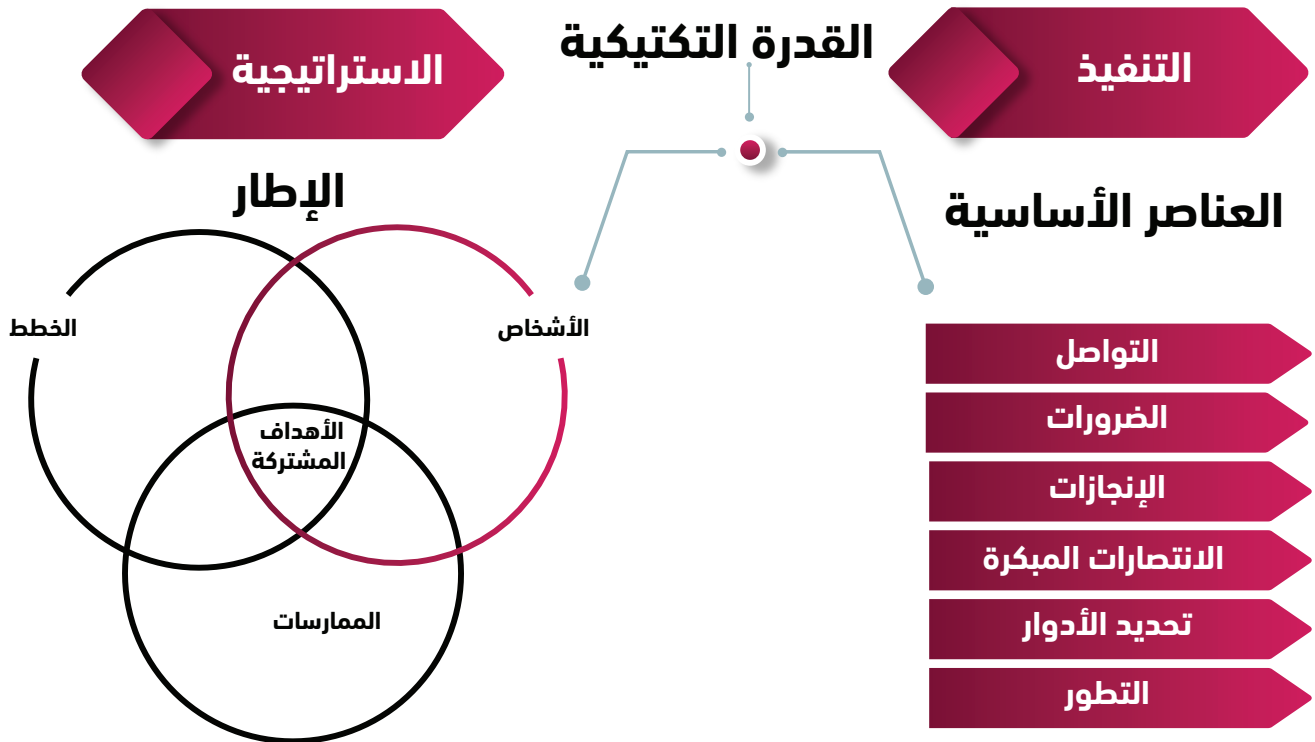 التنفيذ
القدرة التكتيكية
الاستراتيجية
العناصر الأساسية
الإطار
الأشخاص
الخطط
الأهداف
المشتركة
الممارسات
التواصل
الضرورات
الإنجازات
الانتصارات المبكرة
تحديد الأدوار
التطور